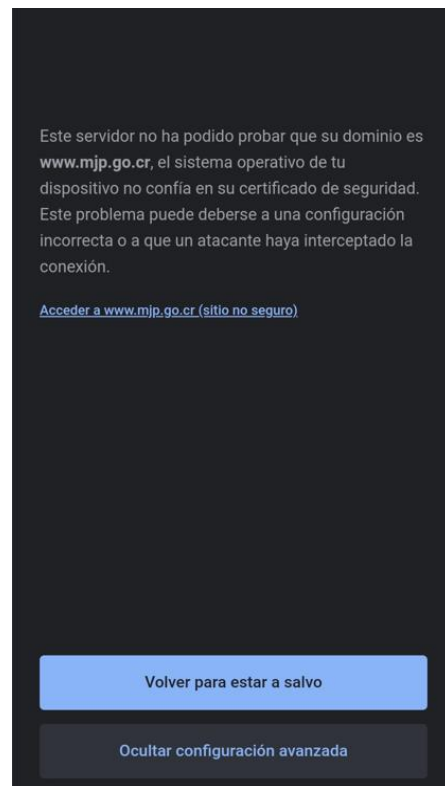 Este servidor no ha podido probar que su dominio es
www.mjp.go.cr, el sistema operativo de tu
dispositivo no confía en su certificado de seguridad.
Este problema puede deberse a una configuración
incorrecta o a que un atacante haya interceptado la
conexión.
Acceder a www.mjp.go.cr (sitio no seguro)
Volver para estar a salvo
Ocultar configuración avanzada